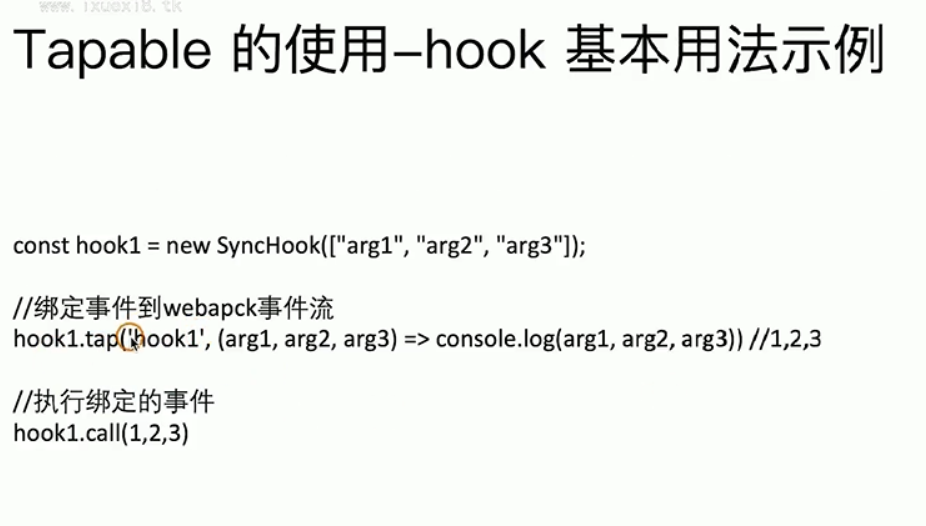 Tapable 的使用–hook 基本用法示例
const hook1 = new SyncHook(["arg1", "arg2", "arg3"]);
//绑定事件到webapck事件流
hook1.tap('hook1', (arg1, arg2, arg3) => console.log(arg1, arg2, arg3)) //1,2,3
//执行绑定的事件
hook1.call(1,2,3)